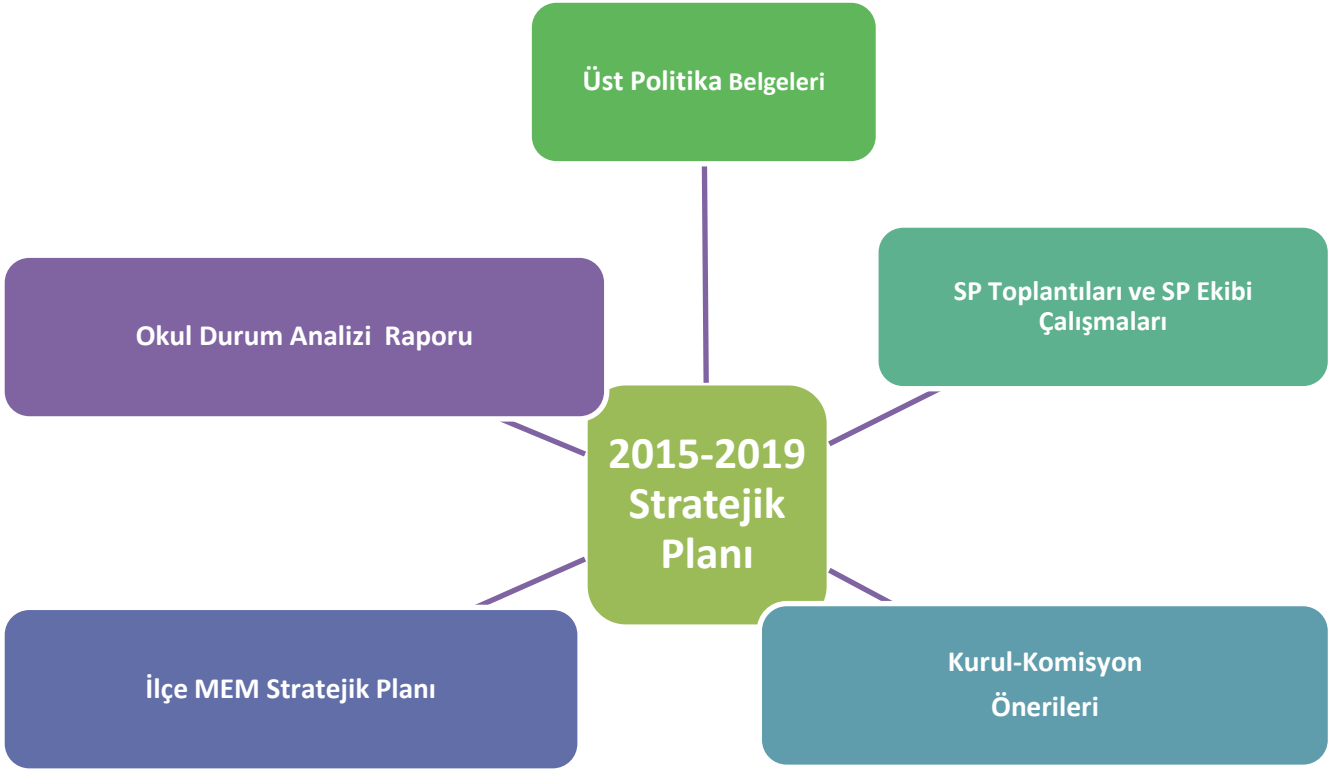 Üst Politika Belgeleri
SP Toplantıları ve SP Ekibi
Çalışmaları
Okul Durum Analizi  Raporu
2015-2019
Stratejik
Planı
Kurul-Komisyon
Önerileri
İlçe MEM Stratejik Planı